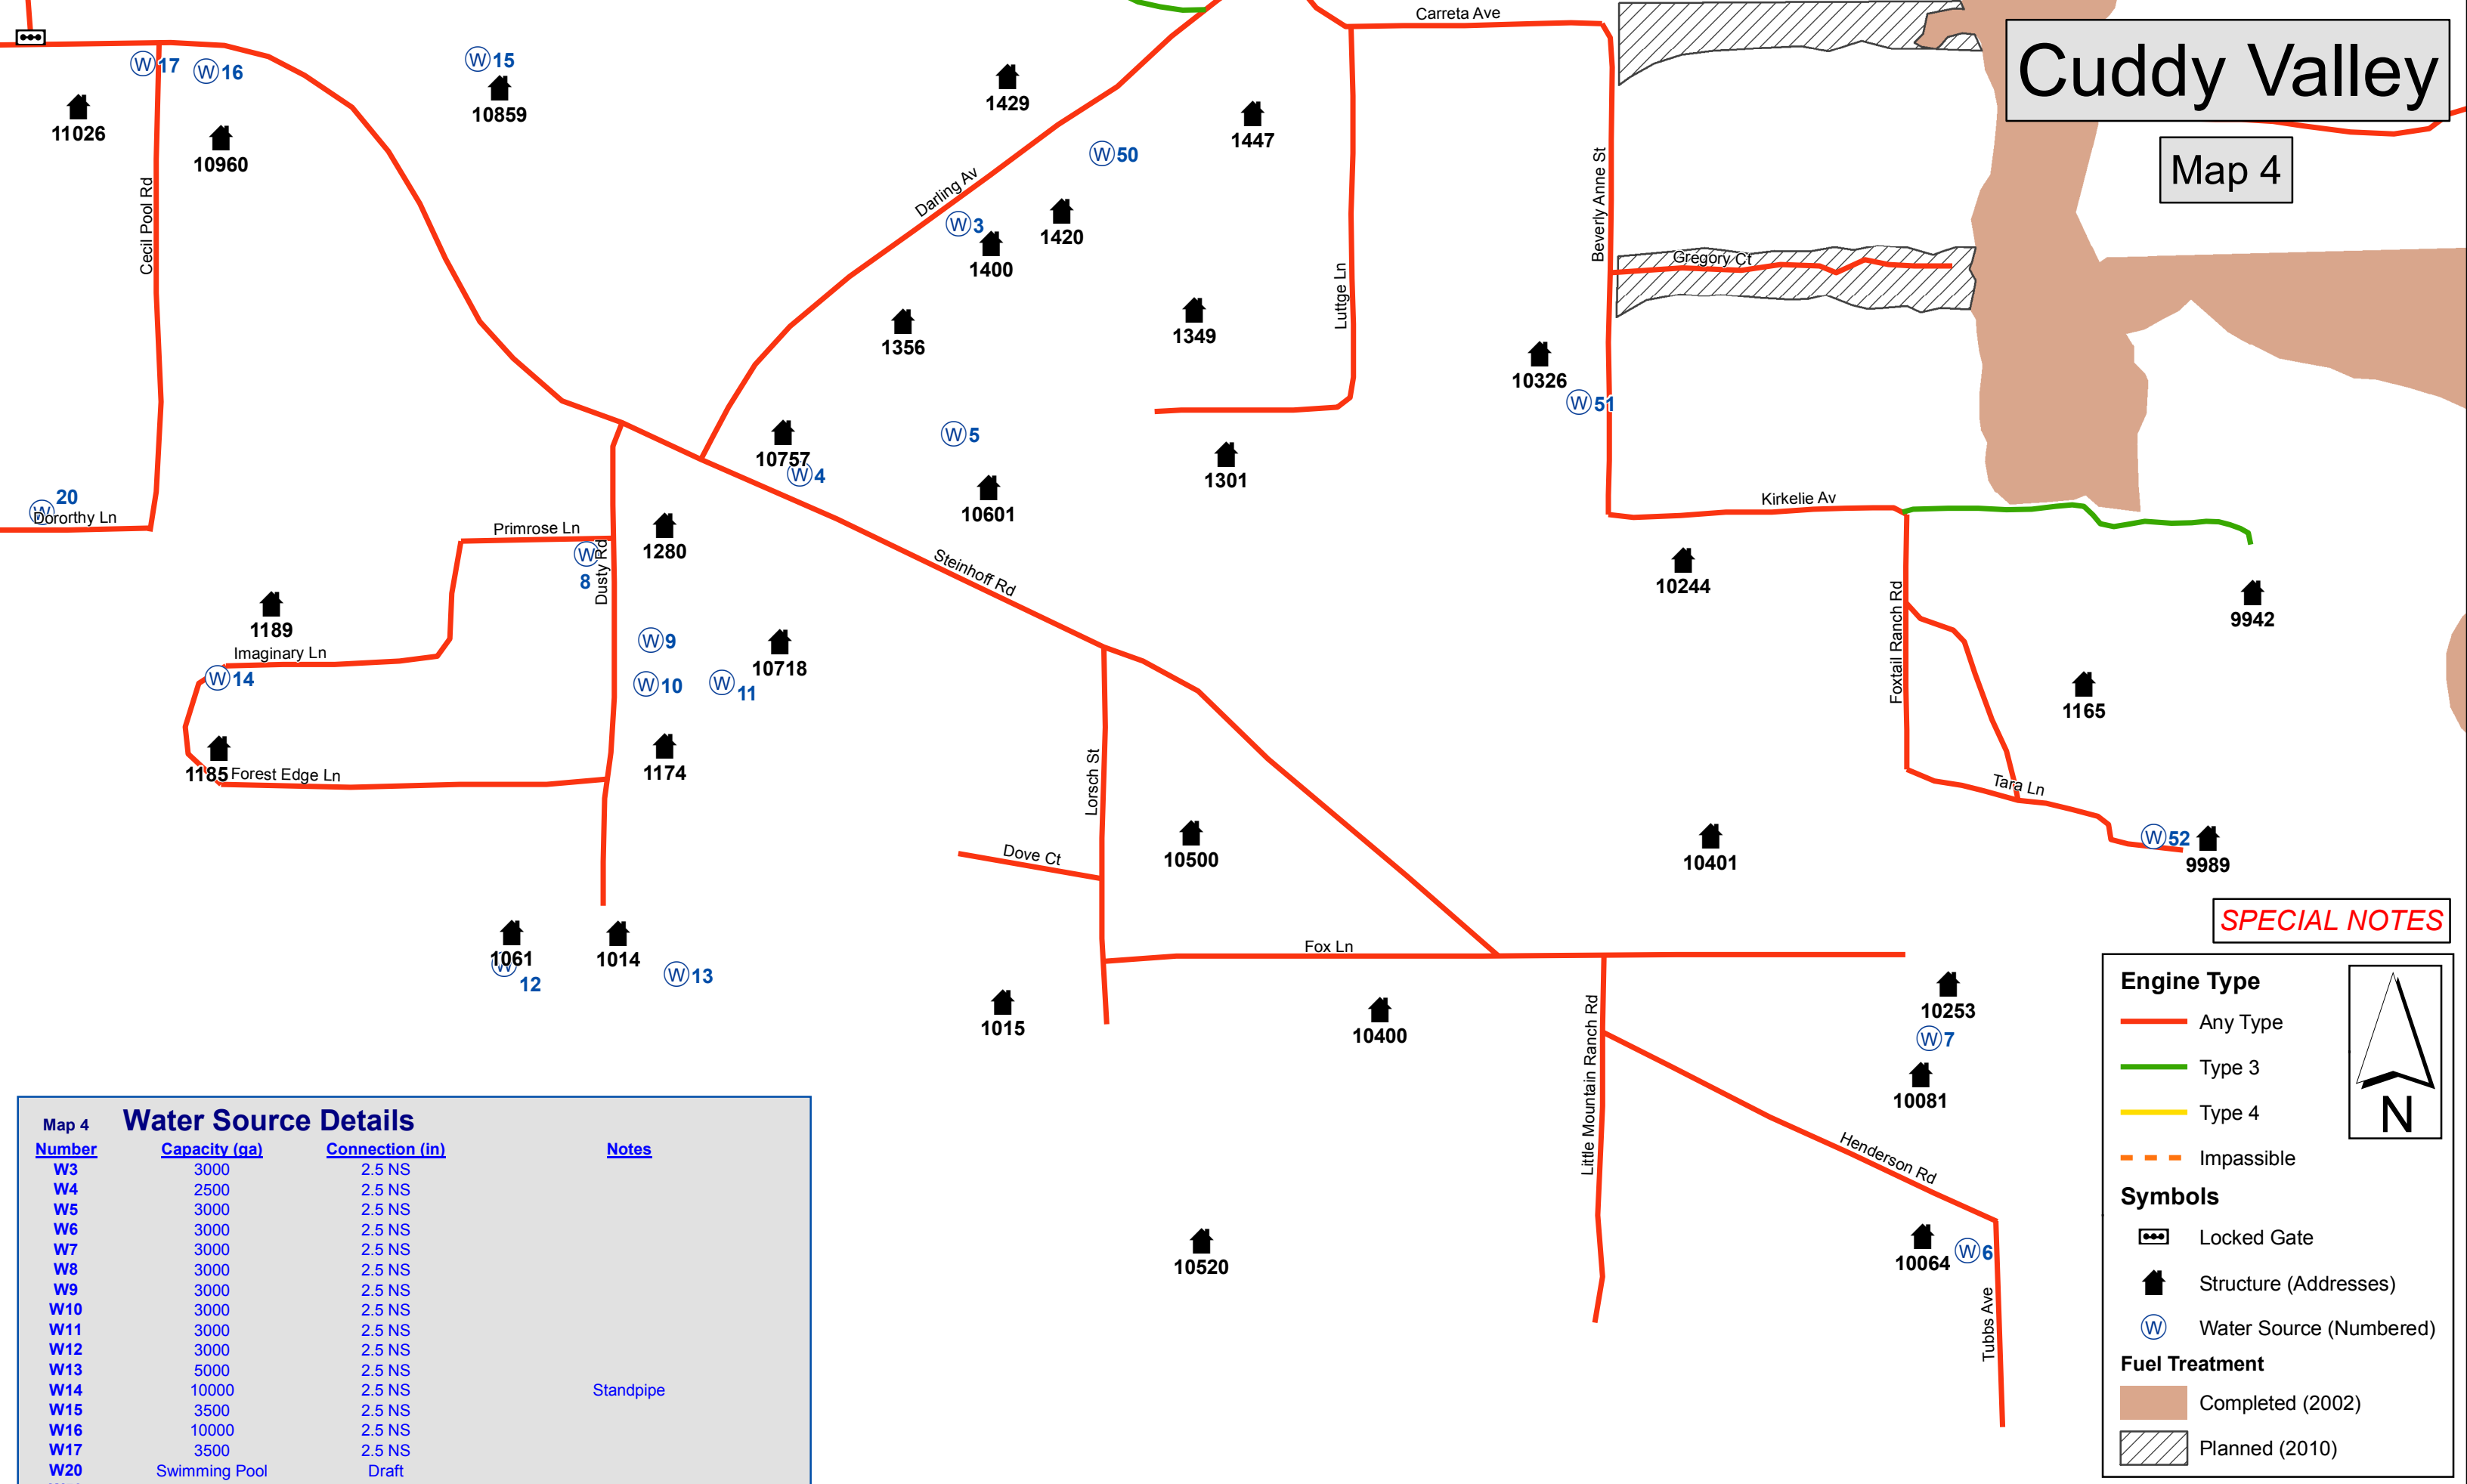 Cuddy Valley
Map 4
Carreta Ave
W 17
W 16
W 15
11026
10960
10859
1429
1447
W 50
Cecil Pool Rd
Darling Av
W 3
1420
1400
Luttge Ln
Beverly Anne St
Gregory Ct
1356
1349
10326
W 51
10757
W 4
W 5
1301
10601
W 20
Dororthy Ln
Primrose Ln
W 8
Dusty Rd
1280
Steinhoff Rd
Kirkelie Av
10244
Foxtail Ranch Rd
9942
1189
Imaginary Ln
W 14
W 9
W 10
W 11
10718
1165
1185
Forest Edge Ln
1174
Lorsch St
Tara Ln
Dove Ct
10500
10401
W 52
9989
1061
W 12
1014
W 13
Fox Ln
1015
10400
Little Mountain Ranch Rd
10253
W 7
10081
Henderson Rd
10520
10064
W 6
Tubbs Ave
SPECIAL NOTES
Engine Type
Any Type
Type 3
Type 4
Impassible
N
Symbols
Locked Gate
Structure (Addresses)
W Water Source (Numbered)
Fuel Treatment
Completed (2002)
Planned (2010)
Map 4 Water Source Details
Number Capacity (ga) Connection (in) Notes
W3 3000 2.5 NS
W4 2500 2.5 NS
W5 3000 2.5 NS
W6 3000 2.5 NS
W7 3000 2.5 NS
W8 3000 2.5 NS
W9 3000 2.5 NS
W10 3000 2.5 NS
W11 3000 2.5 NS
W12 3000 2.5 NS
W13 5000 2.5 NS
W14 10000 2.5 NS Standpipe
W15 3500 2.5 NS
W16 10000 2.5 NS
W17 3500 2.5 NS
W20 Swimming Pool Draft